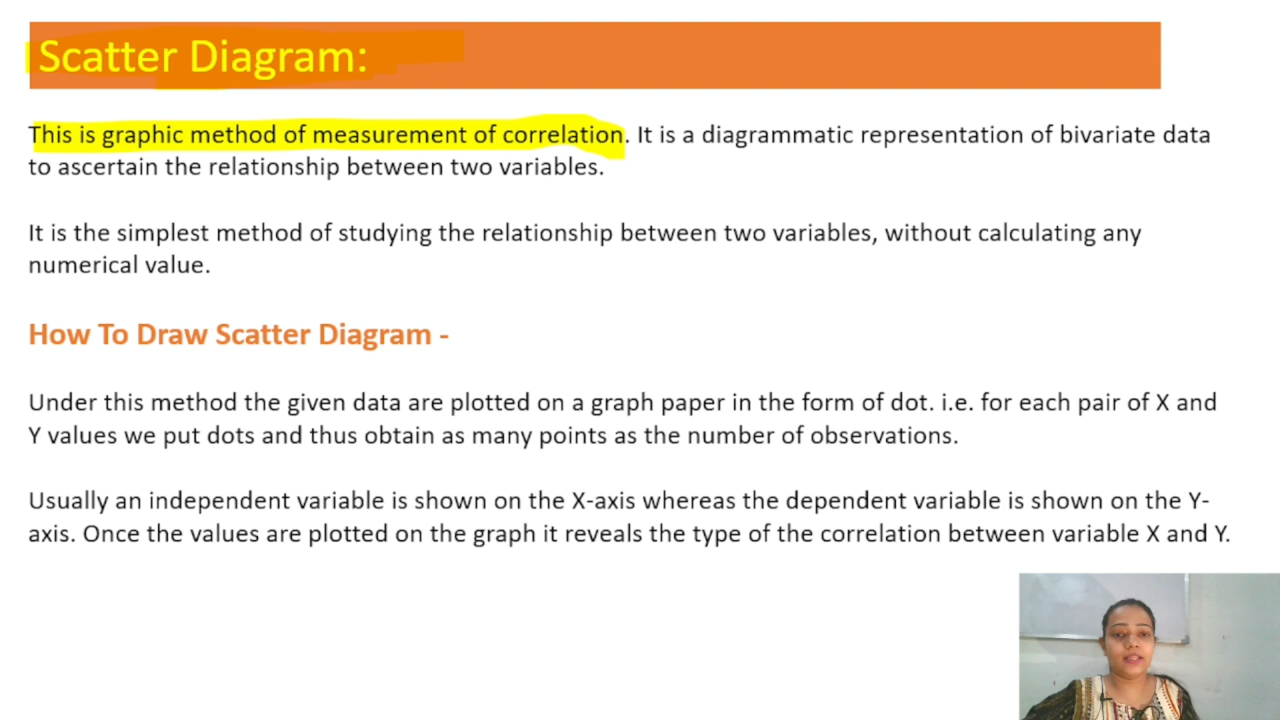 Scatter Diagram:
This is graphic method of measurement of correlation. It is a diagrammatic representation of bivariate data
to ascertain the relationship between two variables.
It is the simplest method of studying the relationship between two variables, without calculating any
numerical value.
How To Draw Scatter Diagram -
Under this method the given data are plotted on a graph paper in the form of dot. i.e. for each pair of X and
Y values we put dots and thus obtain as many points as the number of observations.
Usually an independent variable is shown on the X-axis whereas the dependent variable is shown on the Y-
axis. Once the values are plotted on the graph it reveals the type of the correlation between variable X and Y.